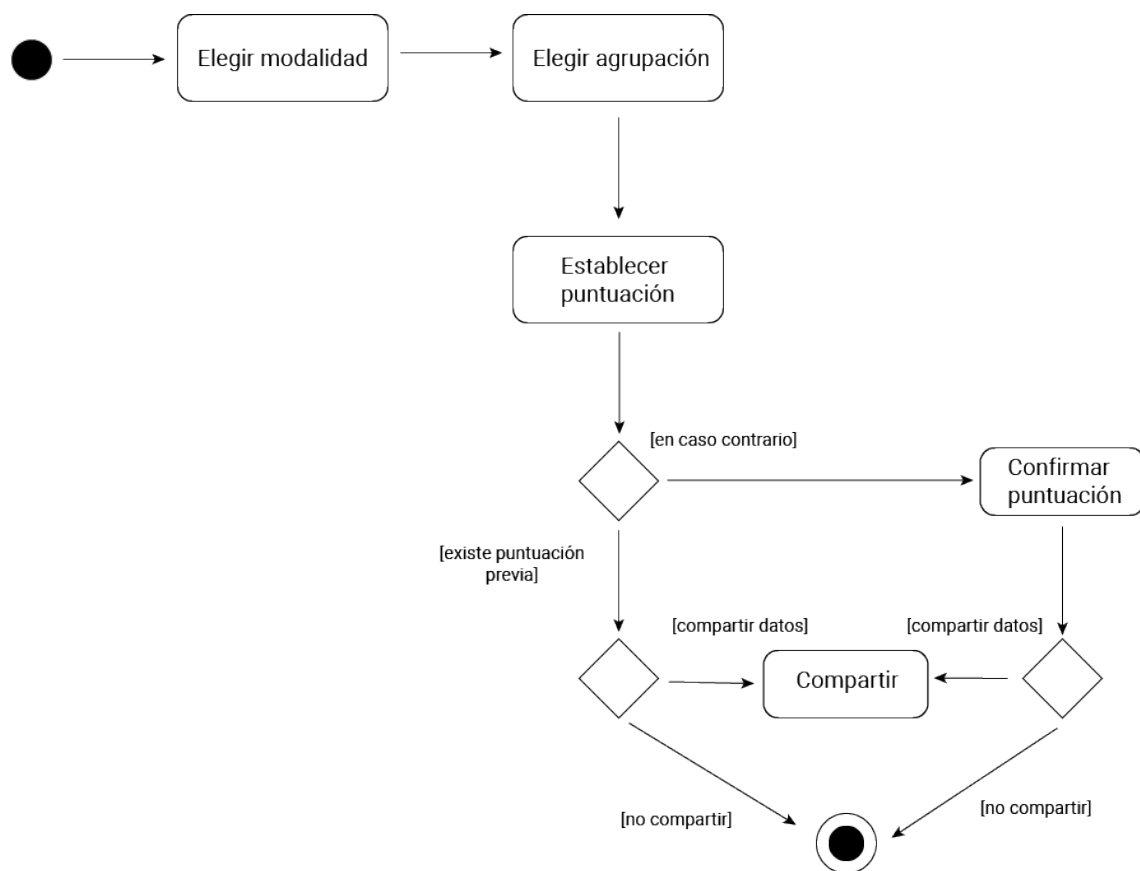 Elegir modalidad
Elegir agrupación
Establecer
puntuación
[en caso contrario]
Confirmar
puntuación
[existe puntuación
previa]
[compartir datos]
[compartir datos]
Compartir
[no compartir]
[no compartir]